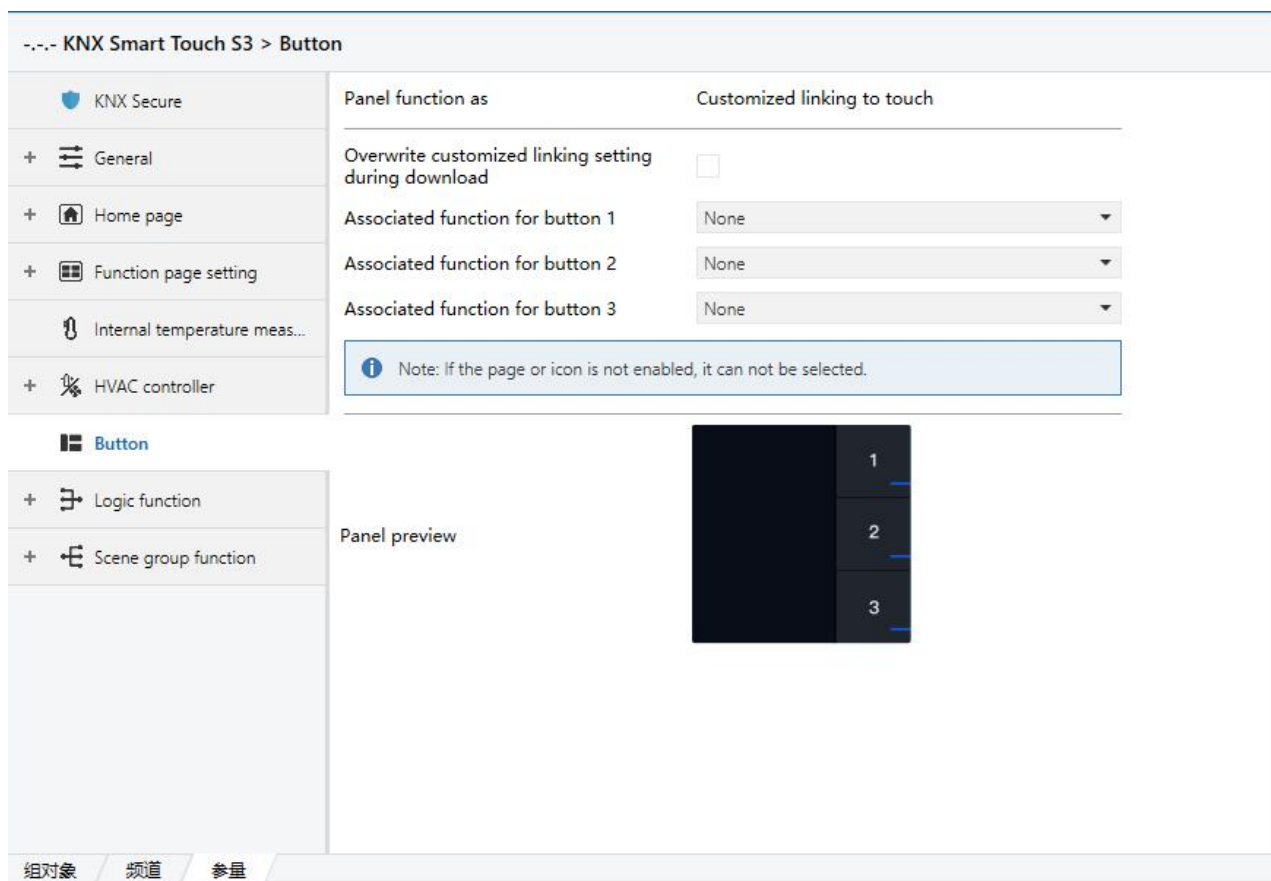 -.-.- KNX Smart Touch S3 > Button
KNX Secure
+ General
+ Home page
+ Function page setting
Internal temperature meas...
+ HVAC controller
Button
+ Logic function
+ Scene group function
Panel function as Customized linking to touch
Overwrite customized linking setting
during download
Associated function for button 1 None
Associated function for button 2 None
Associated function for button 3 None
Note: If the page or icon is not enabled, it can not be selected.
Panel preview
1
2
3
组对象 频道 参量